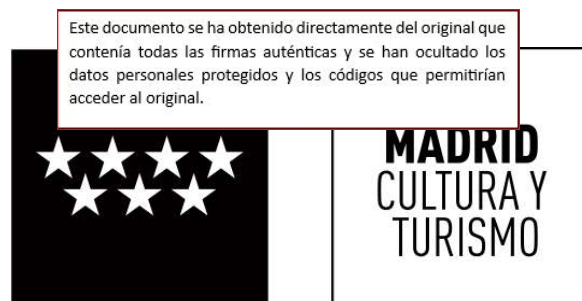 Este documento se ha obtenido directamente del original que
contenía todas las firmas auténticas y se han ocultado los
datos personales protegidos y los códigos que permitirían
acceder al original.
MADRID
CULTURA Y
TURISMO